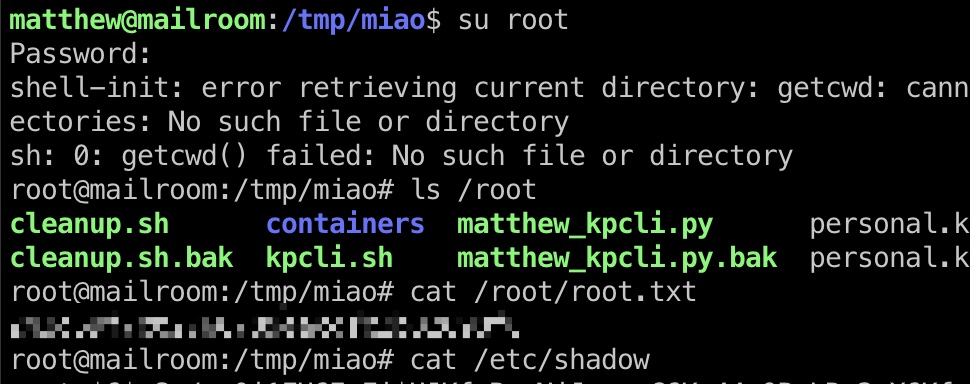 matthew@mailroom:/tmp/miao$ su root
Password:
shell-init: error retrieving current directory: getcwd: cann
ectories: No such file or directory
sh: 0: getcwd() failed: No such file or directory
root@mailroom:/tmp/miao# ls /root
cleanup.sh containers matthew_kpcli.py personal.k
cleanup.sh.bak kpcli.sh matthew_kpcli.py.bak personal.k
root@mailroom:/tmp/miao# cat /root/root.txt
root@mailroom:/tmp/miao# cat /etc/shadow